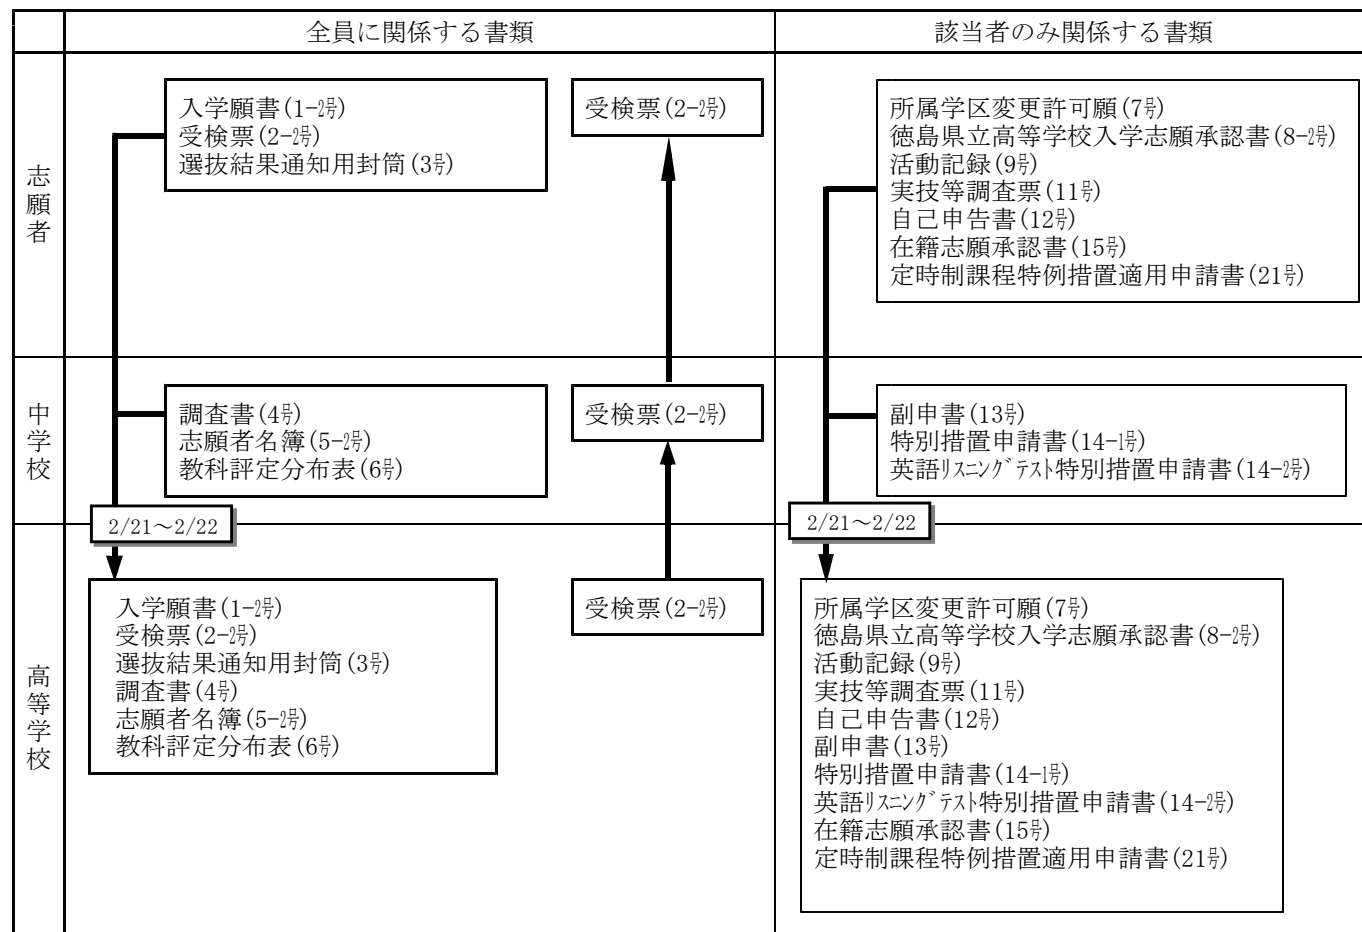 全員に関係する書類
該当者のみ関係する書類
志願者
入学願書(1-2号)
受検票(2-2号)
選抜結果通知用封筒(3号)
受検票(2-2号)
所属学区変更許可願(7号)
徳島県立高等学校入学志願承認書(8-2号)
活動記録(9号)
実技等調査票(11号)
自己申告書(12号)
在籍志願承認書(15号)
定時制課程特例措置適用申請書(21号)
中学校
調査書(4号)
志願者名簿(5-2号)
教科評定分布表(6号)
受検票(2-2号)
副申書(13号)
特別措置申請書(14-1号)
英語ﾘｽﾆﾝｸﾞﾃｽﾄ特別措置申請書(14-2号)
2/21～2/22
2/21～2/22
高等学校
入学願書(1-2号)
受検票(2-2号)
選抜結果通知用封筒(3号)
調査書(4号)
志願者名簿(5-2号)
教科評定分布表(6号)
受検票(2-2号)
所属学区変更許可願(7号)
徳島県立高等学校入学志願承認書(8-2号)
活動記録(9号)
実技等調査票(11号)
自己申告書(12号)
副申書(13号)
特別措置申請書(14-1号)
英語ﾘｽﾆﾝｸﾞﾃｽﾄ特別措置申請書(14-2号)
在籍志願承認書(15号)
定時制課程特例措置適用申請書(21号)